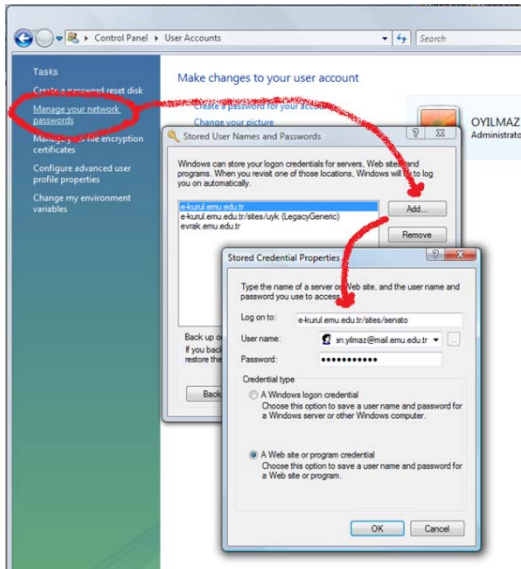 Control Panel ▸ User Accounts
Search
Tasks
Create a password reset disk
Manage your network
passwords
Manage your file encryption
certificates
Configure advanced user
profile properties
Change my environment
variables
Make changes to your user account
Create a password for your account
Change your picture
OYILMAZ
Administrato
Stored User Names and Passwords
Windows can store your logon credentials for servers, Web sites and
programs. When you revisit one of those locations, Windows will try to log
you on automatically.
e-kurul.emu.edu.tr
e-kurul.emu.edu.tr/sites/uyk (LegacyGeneric)
evrak.emu.edu.tr
Add...
Remove
Back up
If you back
restore the
Back
Stored Credential Properties
Type the name of a server or Web site, and the user name and
password you use to access
Log on to: e-kurul.emu.edu.tr/sites/senato
User name: sn.yilmaz@mail.emu.edu.tr
Password: •••••••••••
Credential type
A Windows logon credential
Choose this option to save a user name and password for
a Windows server or other Windows computer.
A Web site or program credential
Choose this option to save a user name and password for
a Web site or program.
OK Cancel